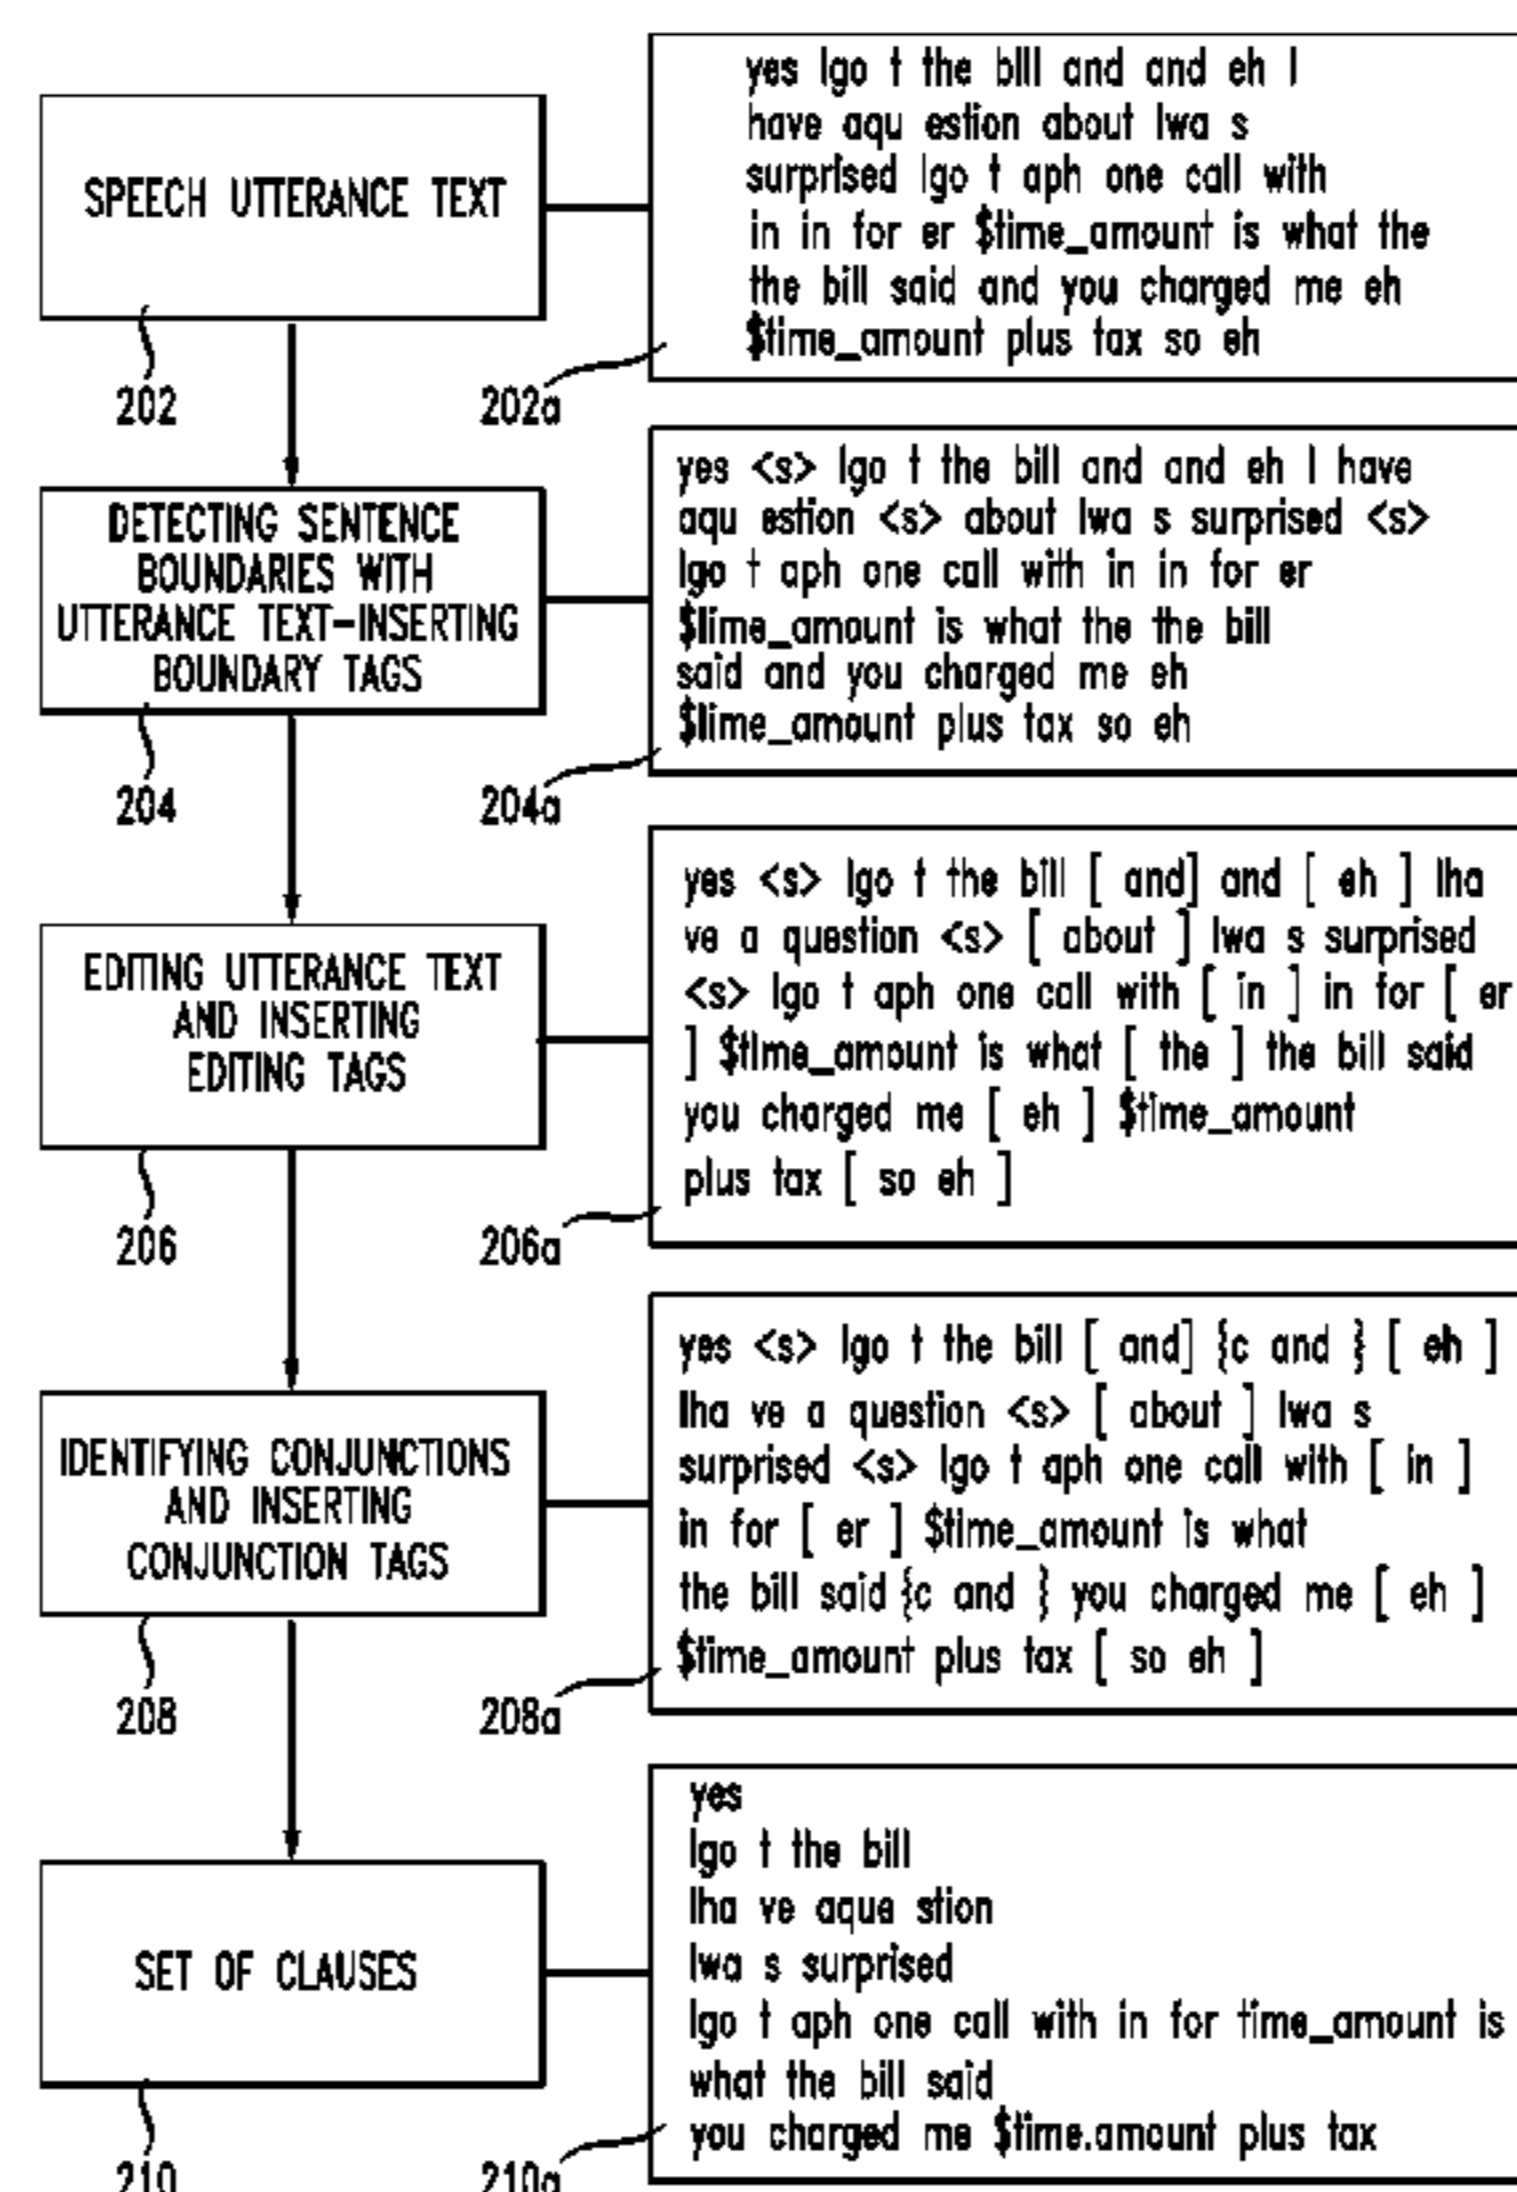 SPEECH UTTERANCE TEXT
202
yes Igo t the bill and and eh I
have aqu estion about Iwa s
surprised Igo t aph one call with
in in for er $time_amount is what the
the bill said and you charged me eh
$time_amount plus tax so eh
202a
DETECTING SENTENCE
BOUNDARIES WITH
UTTERANCE TEXT-INSERTING
BOUNDARY TAGS
204
yes <s> Igo t the bill and and eh I have
aqu estion <s> about Iwa s surprised <s>
Igo t aph one call with in in for er
$lime_amount is what the the bill
said and you charged me eh
$lime_amount plus tax so eh
204a
EDITING UTTERANCE TEXT
AND INSERTING
EDITING TAGS
206
yes <s> Igo t the bill [ and] and [ eh ] Iha
ve a question <s> [ about ] Iwa s surprised
<s> Igo t aph one call with [ in ] in for [ er
] $time_amount is what [ the ] the bill said
you charged me [ eh ] $time_amount
plus tax [ so eh ]
206a
IDENTIFYING CONJUNCTIONS
AND INSERTING
CONJUNCTION TAGS
208
yes <s> Igo t the bill [ and] {c and } [ eh ]
Iha ve a question <s> [ about ] Iwa s
surprised <s> Igo t aph one call with [ in ]
in for [ er ] $time_amount is what
the bill said {c and } you charged me [ eh ]
$time_amount plus tax [ so eh ]
208a
SET OF CLAUSES
210
yes
Igo t the bill
Iha ve aque stion
Iwa s surprised
Igo t aph one call with in for time_amount is
what the bill said
you charged me $time.amount plus tax
210a